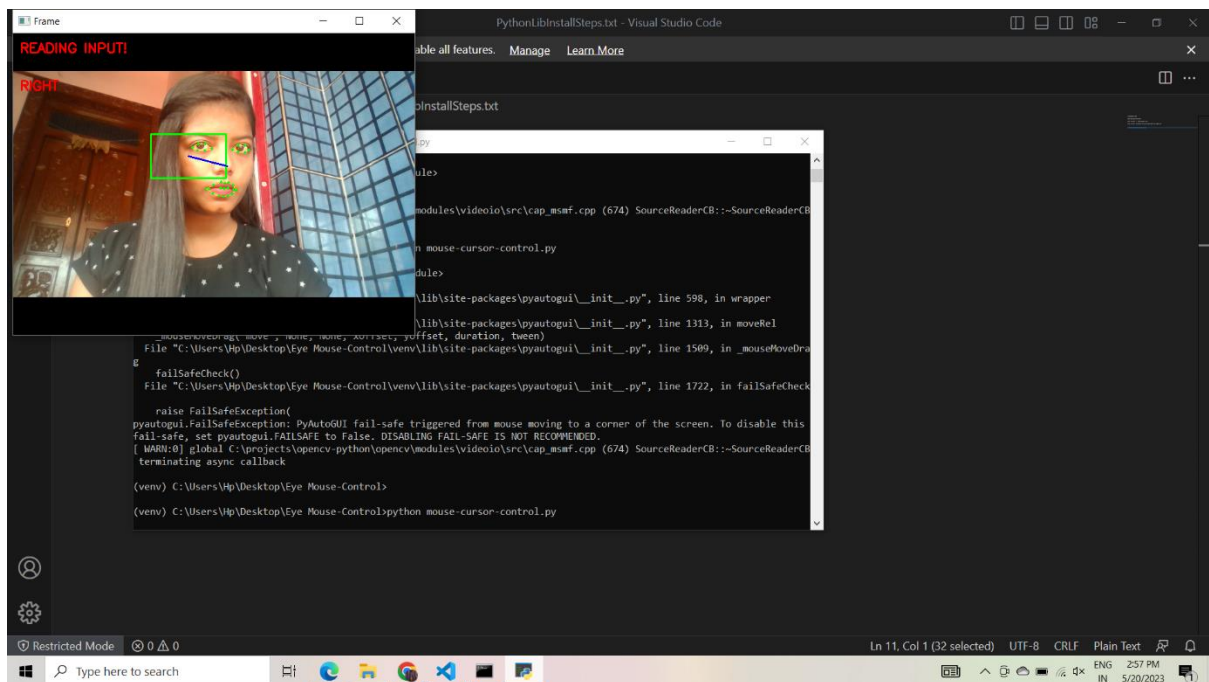 Frame
PythonLibInstallSteps.txt - Visual Studio Code
READING INPUT!
able all features. Manage Learn More
RIGHT
InstallSteps.txt
.py
ule>
modules\videoio\src\cap_msmf.cpp (674) SourceReaderCB::~SourceReaderCB
n mouse-cursor-control.py
dule>
\lib\site-packages\pyautogui\__init__.py", line 598, in wrapper
\lib\site-packages\pyautogui\__init__.py", line 1313, in moveRel
_mouseMoveDrag("move", None, None, xOffset, yOffset, duration, tween)
File "C:\Users\Hp\Desktop\Eye Mouse-Control\venv\lib\site-packages\pyautogui\__init__.py", line 1509, in _mouseMoveDra
g
failSafeCheck()
File "C:\Users\Hp\Desktop\Eye Mouse-Control\venv\lib\site-packages\pyautogui\__init__.py", line 1722, in failSafeCheck
raise FailSafeException(
pyautogui.FailSafeException: PyAutoGUI fail-safe triggered from mouse moving to a corner of the screen. To disable this
fail-safe, set pyautogui.FAILSAFE to False. DISABLING FAIL-SAFE IS NOT RECOMMENDED.
[ WARN:0] global C:\projects\opencv-python\opencv\modules\videoio\src\cap_msmf.cpp (674) SourceReaderCB::~SourceReaderCB
terminating async callback
(venv) C:\Users\Hp\Desktop\Eye Mouse-Control>
(venv) C:\Users\Hp\Desktop\Eye Mouse-Control>python mouse-cursor-control.py
Restricted Mode 0 0 Ln 11, Col 1 (32 selected) UTF-8 CRLF Plain Text
Type here to search ENG 2:57 PM
IN 5/20/2023